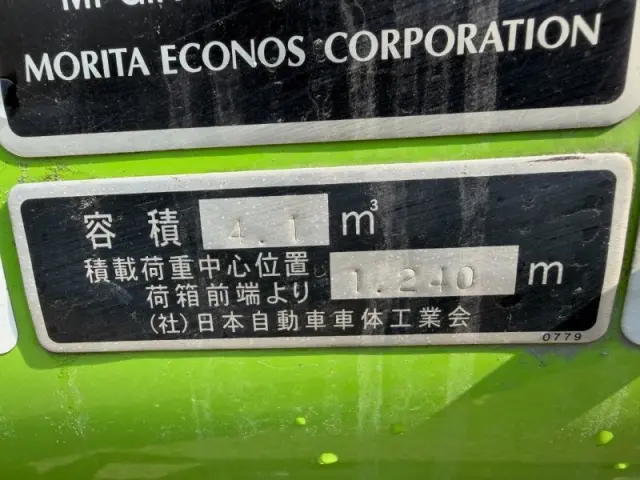 MORITA ECONOS CORPORATION
容積 4.1 m³
積載荷重中心位置
荷箱前端より 1.240 m
(社)日本自動車車体工業会
0779